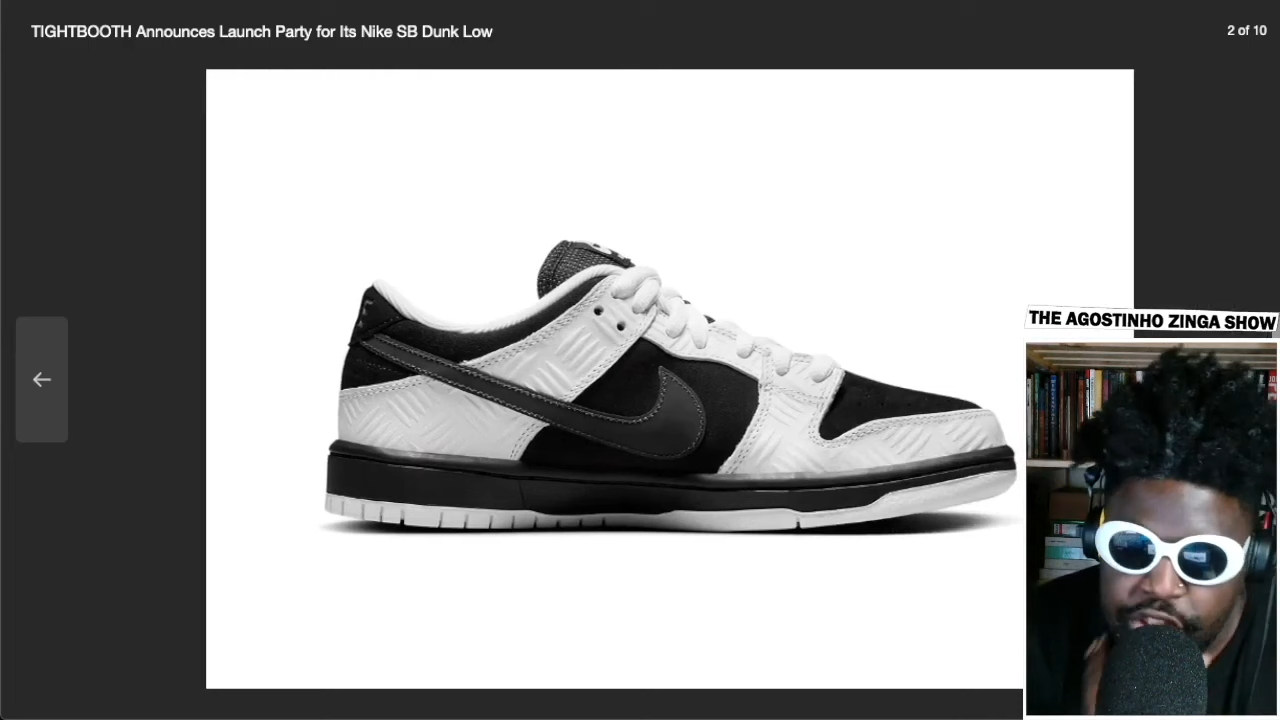 TIGHTBOOTH Announces Launch Party for Its Nike SB Dunk Low
2 of 10
THE AGOSTINHO ZINGA SHOW